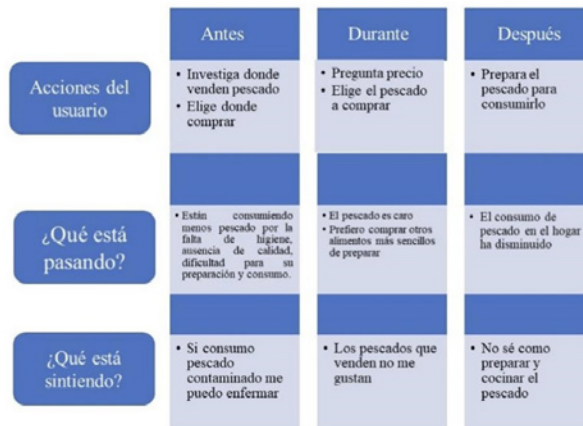 Antes
Durante
Después
Acciones del
usuario
• Investiga donde
venden pescado
• Elige donde
comprar
• Pregunta precio
• Elige el pescado
a comprar
• Prepara el
pescado para
consumirlo
¿Qué está
pasando?
• Están consumiendo
menos pescado por la
falta de higiene,
ausencia de calidad,
dificultad para su
preparación y consumo.
• El pescado es caro
• Prefiero comprar otros
alimentos más sencillos
de preparar
• El consumo de
pescado en el hogar
ha disminuido
¿Qué está
sintiendo?
• Si consumo
pescado
contaminado me
puedo enfermar
• Los pescados que
venden no me
gustan
• No sé como
preparar y
cocinar el
pescado